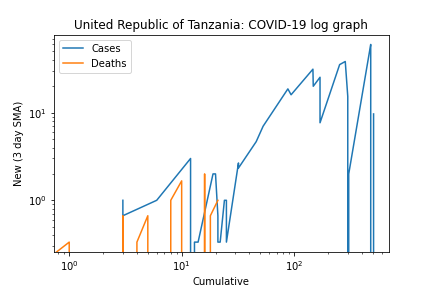 United Republic of Tanzania: COVID-19 log graph
Cases
Deaths
New (3 day SMA)
10¹
10⁰
10⁰
10¹
10²
Cumulative